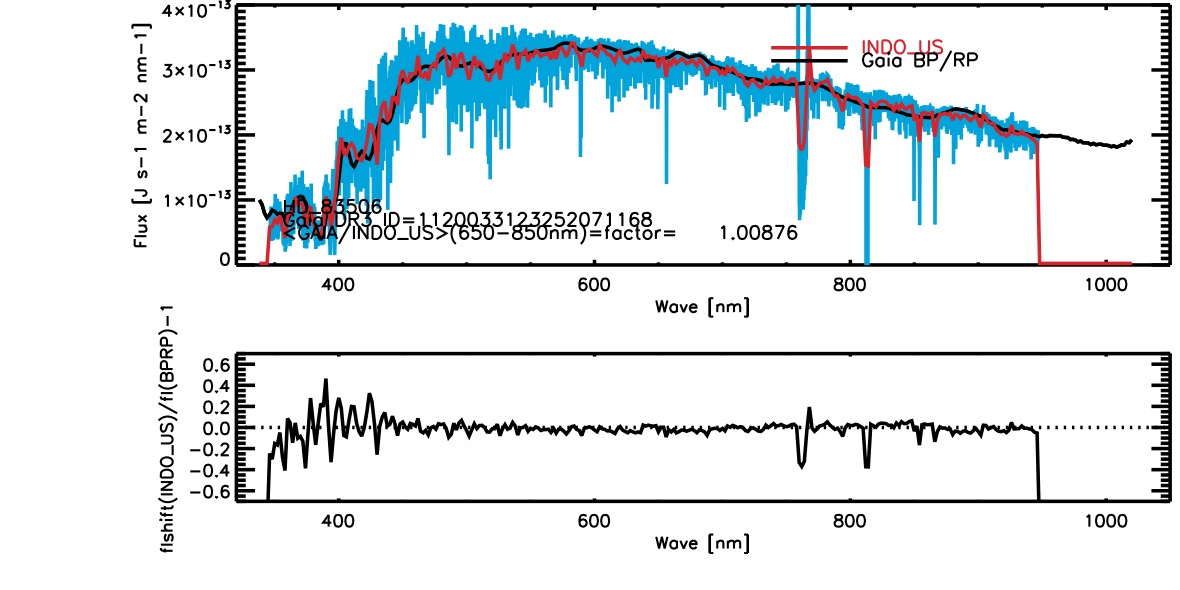 4×10−13
3×10−13
2×10−13
1×10−13
0
Flux [J s−1 m−2 nm−1]
INDO_US
Gaia BP/RP
HD_83506
Gaia DR3 ID=1120033123252071168
<GAIA/INDO_US>(650−850nm)=factor= 1.00876
400 600 800 1000
Wave [nm]
flshift(INDO_US)/fl(BPRP)−1
0.6
0.4
0.2
0.0
−0.2
−0.4
−0.6
400 600 800 1000
Wave [nm]